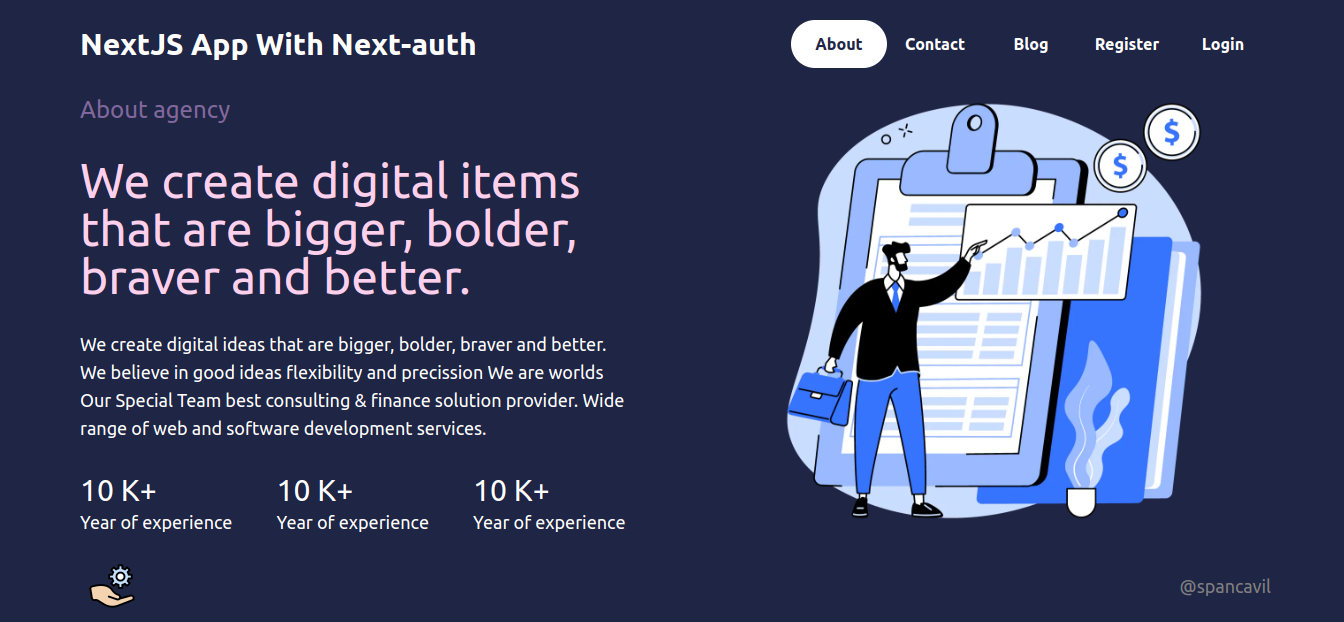 NextJS App With Next-auth
About
Contact
Blog
Register
Login
About agency
We create digital items
that are bigger, bolder,
braver and better.
We create digital ideas that are bigger, bolder, braver and better.
We believe in good ideas flexibility and precission We are worlds
Our Special Team best consulting & finance solution provider. Wide
range of web and software development services.
10 K+
Year of experience
10 K+
Year of experience
10 K+
Year of experience
$
$
@spancavil